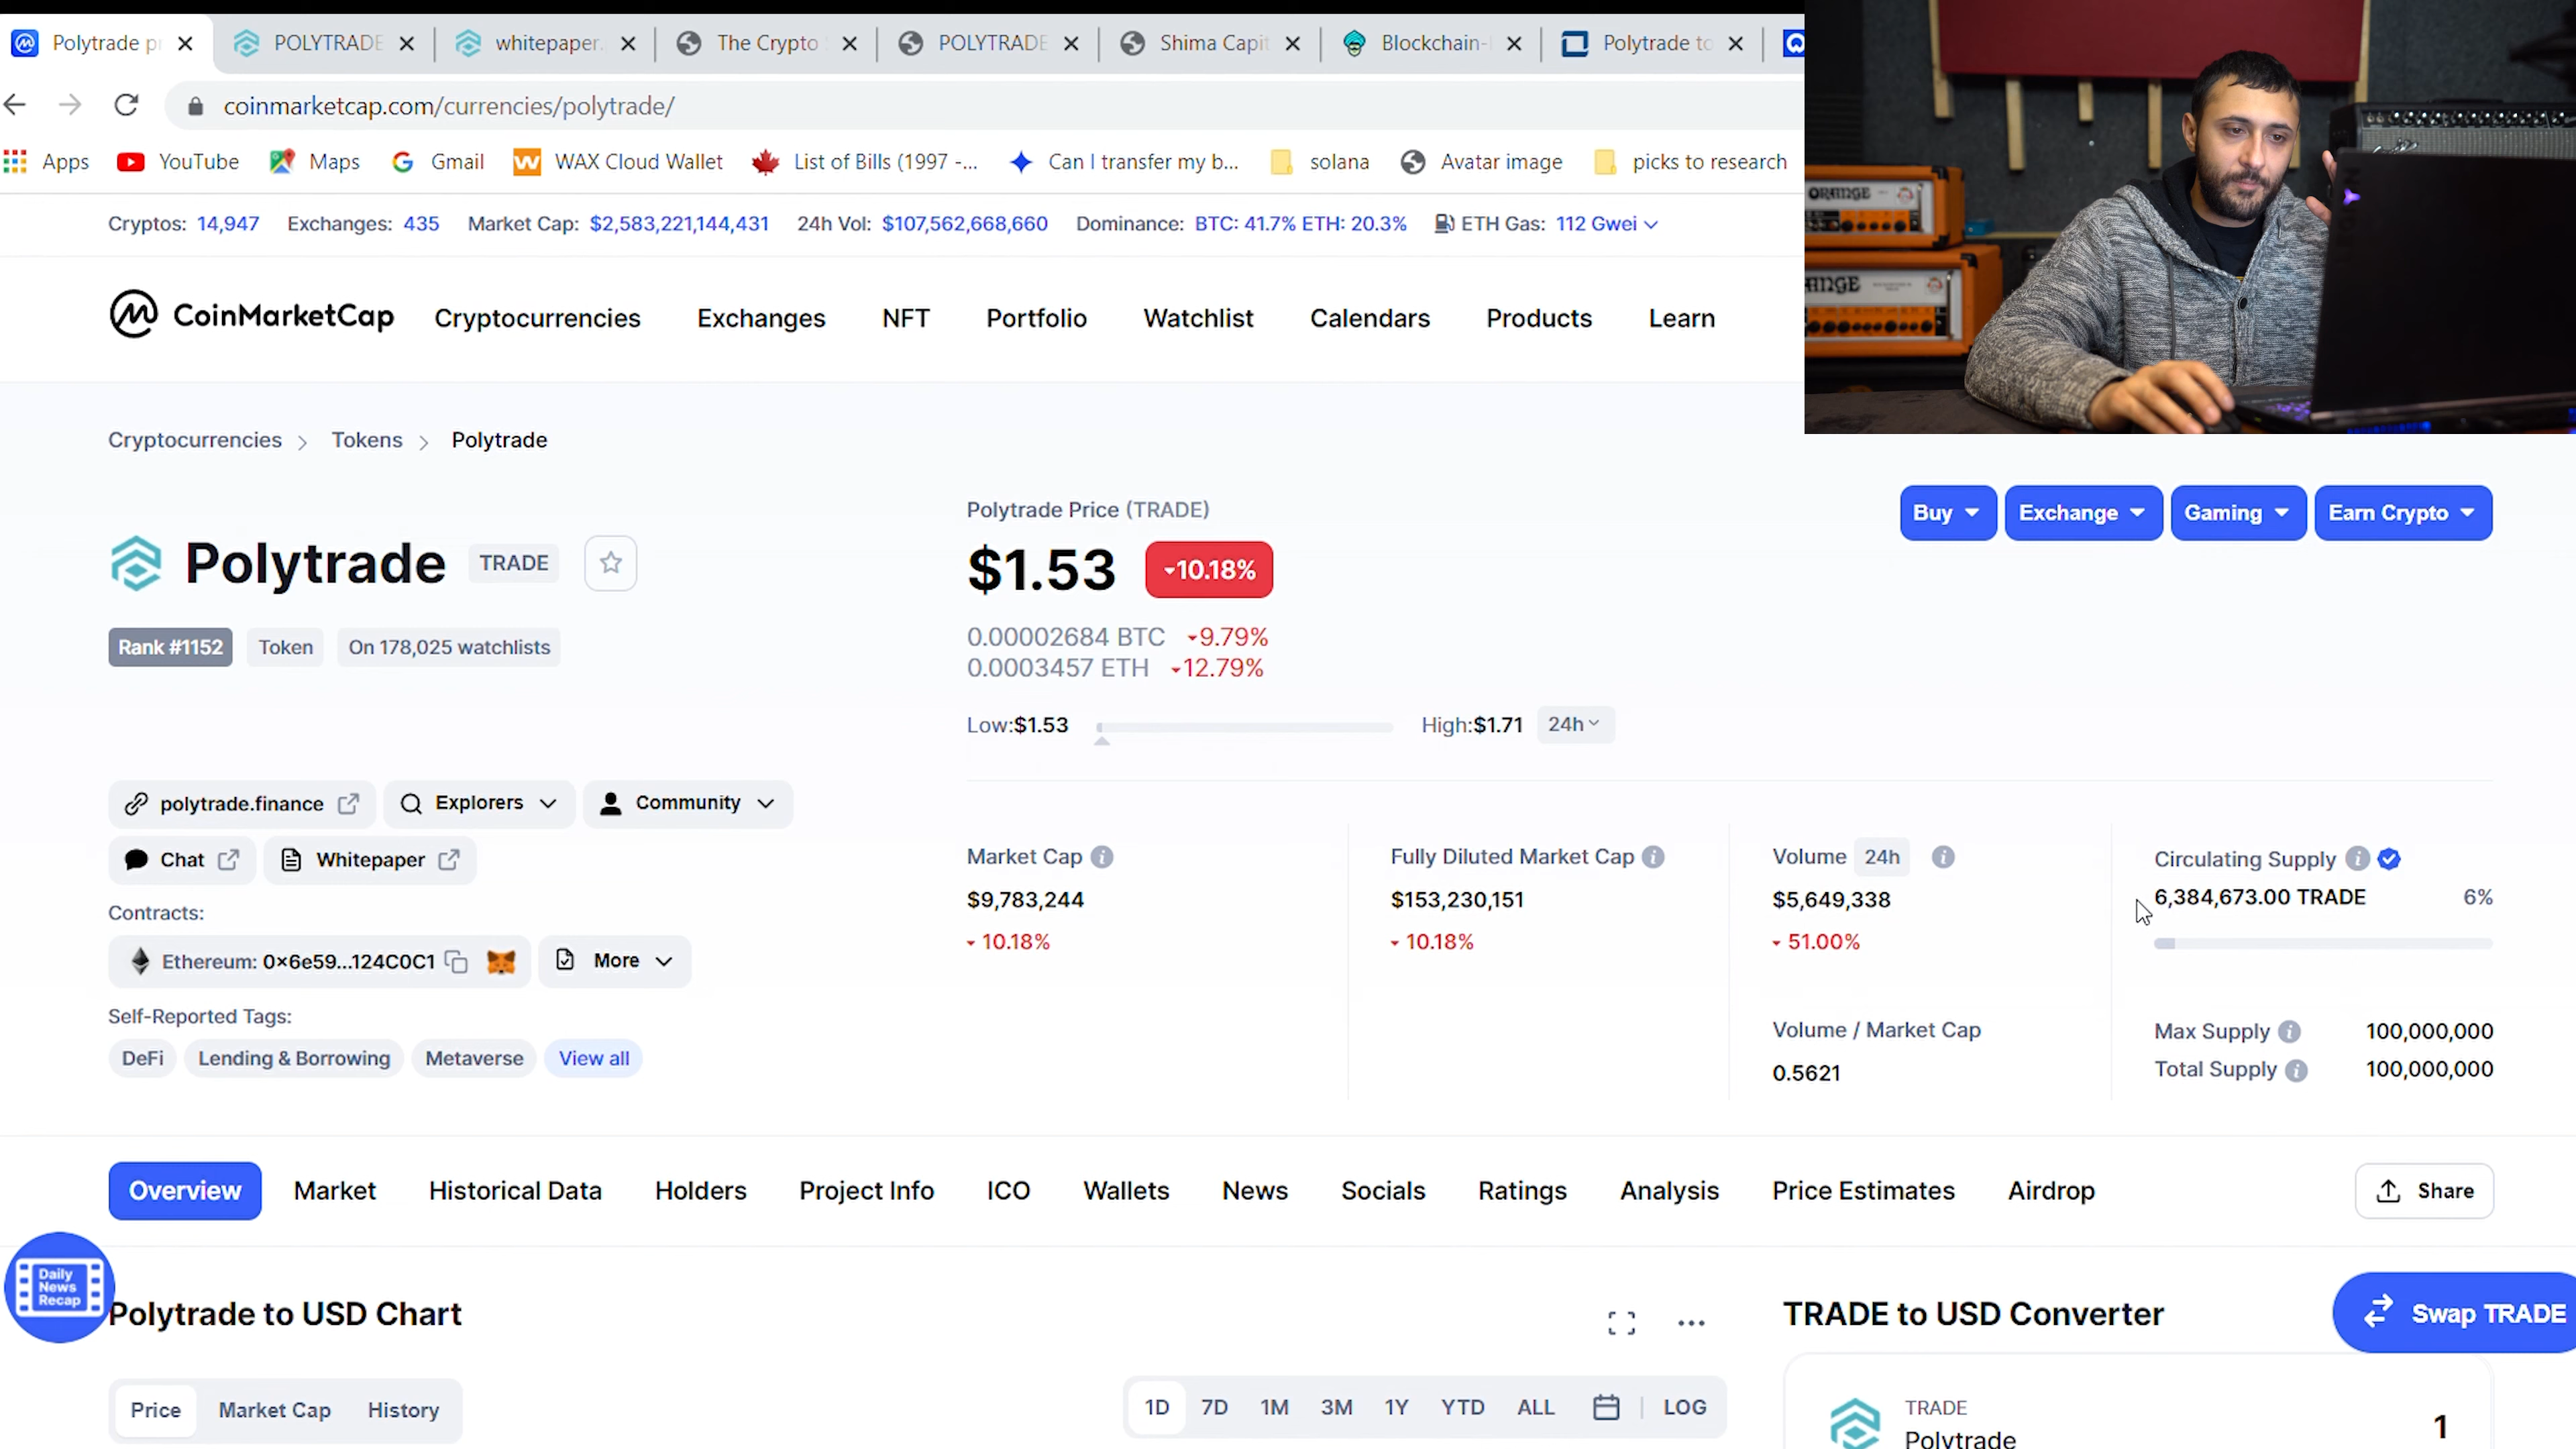 Polytrade pr
POLYTRADE
whitepaper.
The Crypto
POLYTRADE
Shima Capit
Blockchain-
Polytrade to
coinmarketcap.com/currencies/polytrade/
Apps YouTube Maps Gmail WAX Cloud Wallet List of Bills (1997 -... Can I transfer my b... solana Avatar image picks to research
ORANGE
ANGE
Cryptos: 14,947 Exchanges: 435 Market Cap: $2,583,221,144,431 24h Vol: $107,562,668,660 Dominance: BTC: 41.7% ETH: 20.3% ETH Gas: 112 Gwei
CoinMarketCap Cryptocurrencies Exchanges NFT Portfolio Watchlist Calendars Products Learn
Cryptocurrencies > Tokens > Polytrade
Polytrade TRADE
Rank #1152 Token On 178,025 watchlists
Polytrade Price (TRADE)
$1.53 10.18%
0.00002684 BTC 9.79%
0.0003457 ETH 12.79%
Low:$1.53 High:$1.71 24h
Buy Exchange Gaming Earn Crypto
polytrade.finance Explorers Community
Chat Whitepaper
Contracts:
Ethereum: 0x6e59...124C0C1 More
Self-Reported Tags:
DeFi Lending & Borrowing Metaverse View all
Market Cap
$9,783,244
10.18%
Fully Diluted Market Cap
$153,230,151
10.18%
Volume 24h
$5,649,338
51.00%
Volume / Market Cap
0.5621
Circulating Supply
6,384,673.00 TRADE 6%
Max Supply 100,000,000
Total Supply 100,000,000
Overview Market Historical Data Holders Project Info ICO Wallets News Socials Ratings Analysis Price Estimates Airdrop Share
Daily
News
Recap
Polytrade to USD Chart
Price Market Cap History
1D 7D 1M 3M 1Y YTD ALL LOG
TRADE to USD Converter
Swap TRADE
TRADE
Polytrade
1